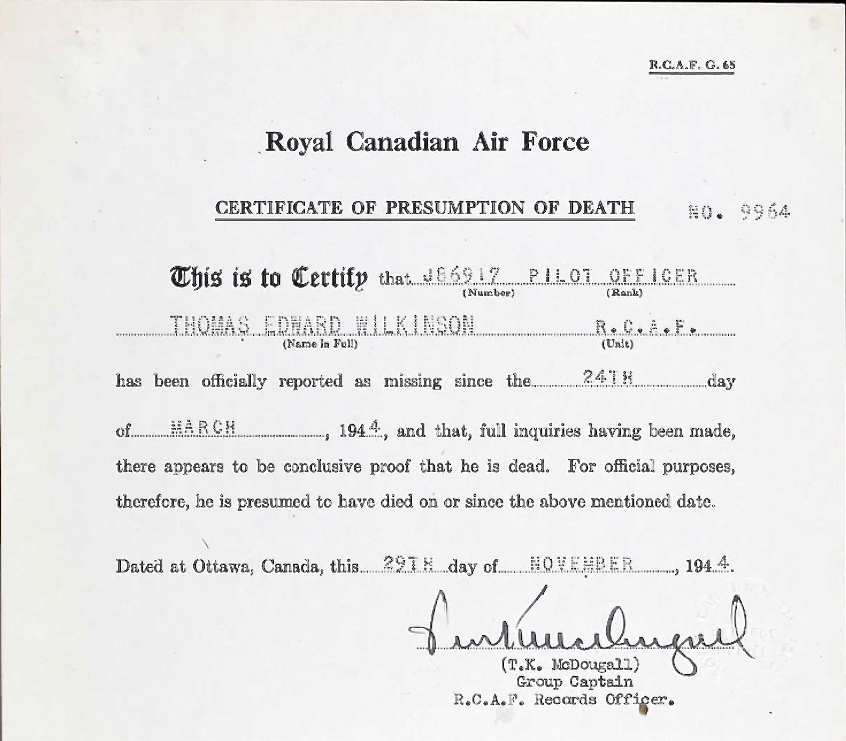 R.C.A.F. G. 65
Royal Canadian Air Force
CERTIFICATE OF PRESUMPTION OF DEATH NO. 9964
This is to Certify that J86917 PILOT OFFICER
(Number) (Rank)
THOMAS EDWARD WILKINSON R.C.A.F.
(Name in Full) (Unit)
has been officially reported as missing since the 24TH day
of MARCH , 1944, and that, full inquiries having been made,
there appears to be conclusive proof that he is dead. For official purposes,
therefore, he is presumed to have died on or since the above mentioned date.
Dated at Ottawa, Canada, this 29TH day of NOVEMBER , 1944.
(T.K. McDougall)
Group Captain
R.C.A.F. Records Officer.